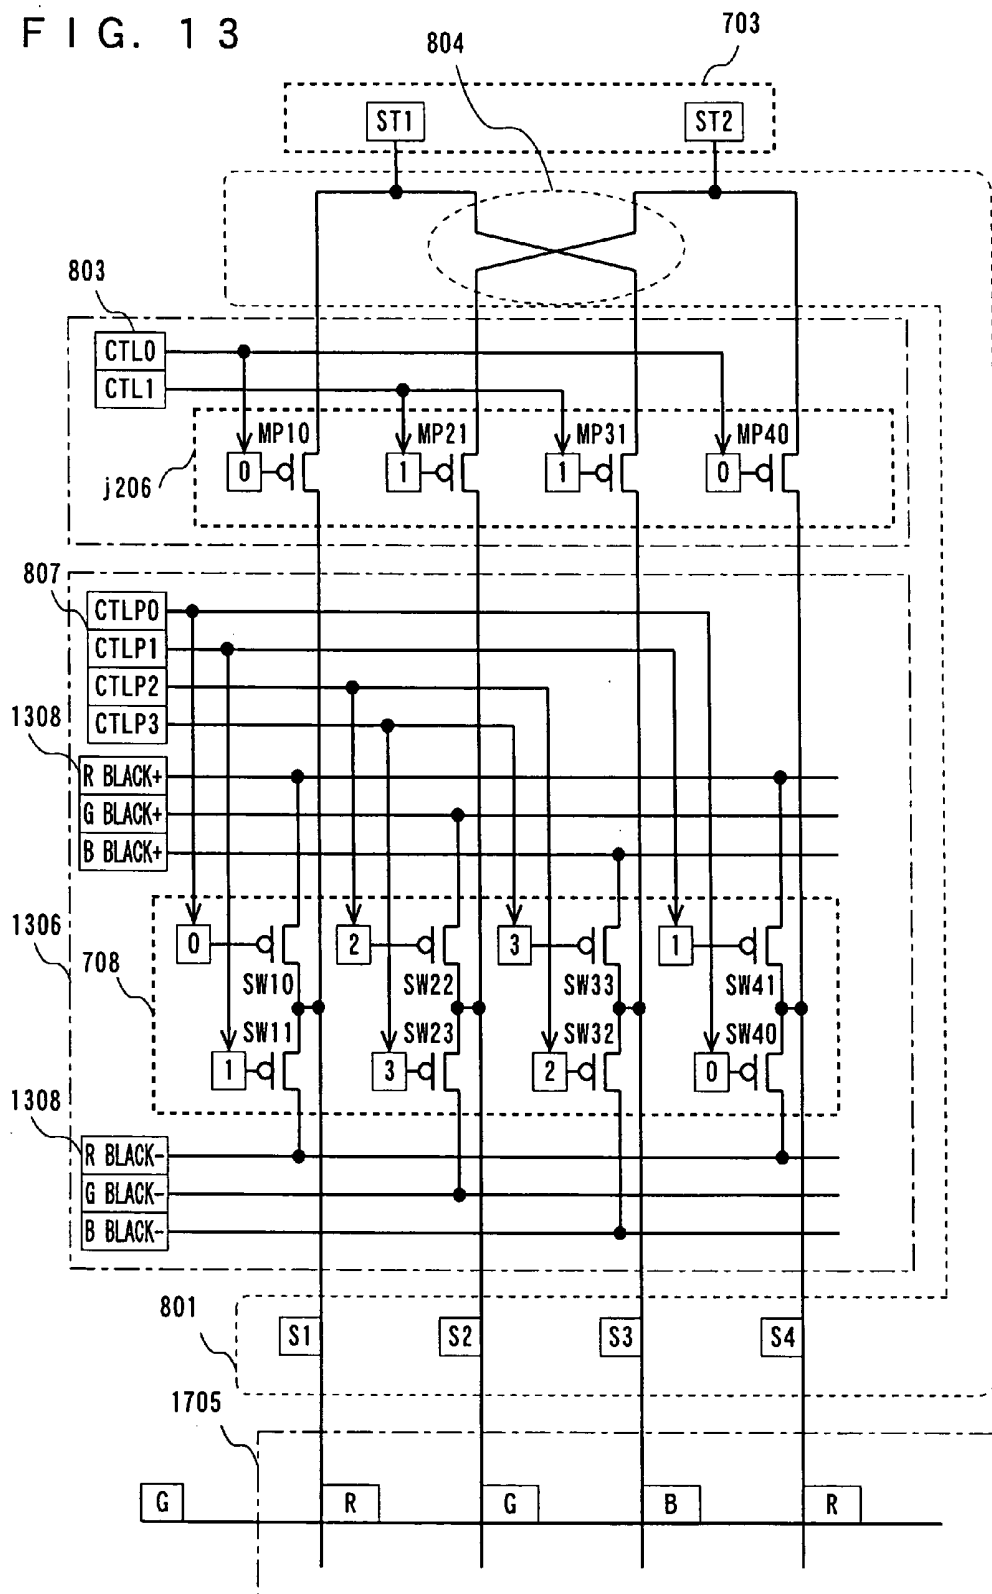 FIG. 13
703
804
ST1 ST2
803
CTL0
CTL1
MP10 MP21 MP31 MP40
0 1 1 0
j206
807
CTLP0
CTLP1
CTLP2
CTLP3
1308
R BLACK+
G BLACK+
B BLACK+
1306
708
0 2 3 1
SW10 SW22 SW33 SW41
SW11 SW23 SW32 SW40
1 3 2 0
1308
R BLACK-
G BLACK-
B BLACK-
801
S1 S2 S3 S4
1705
G R G B R